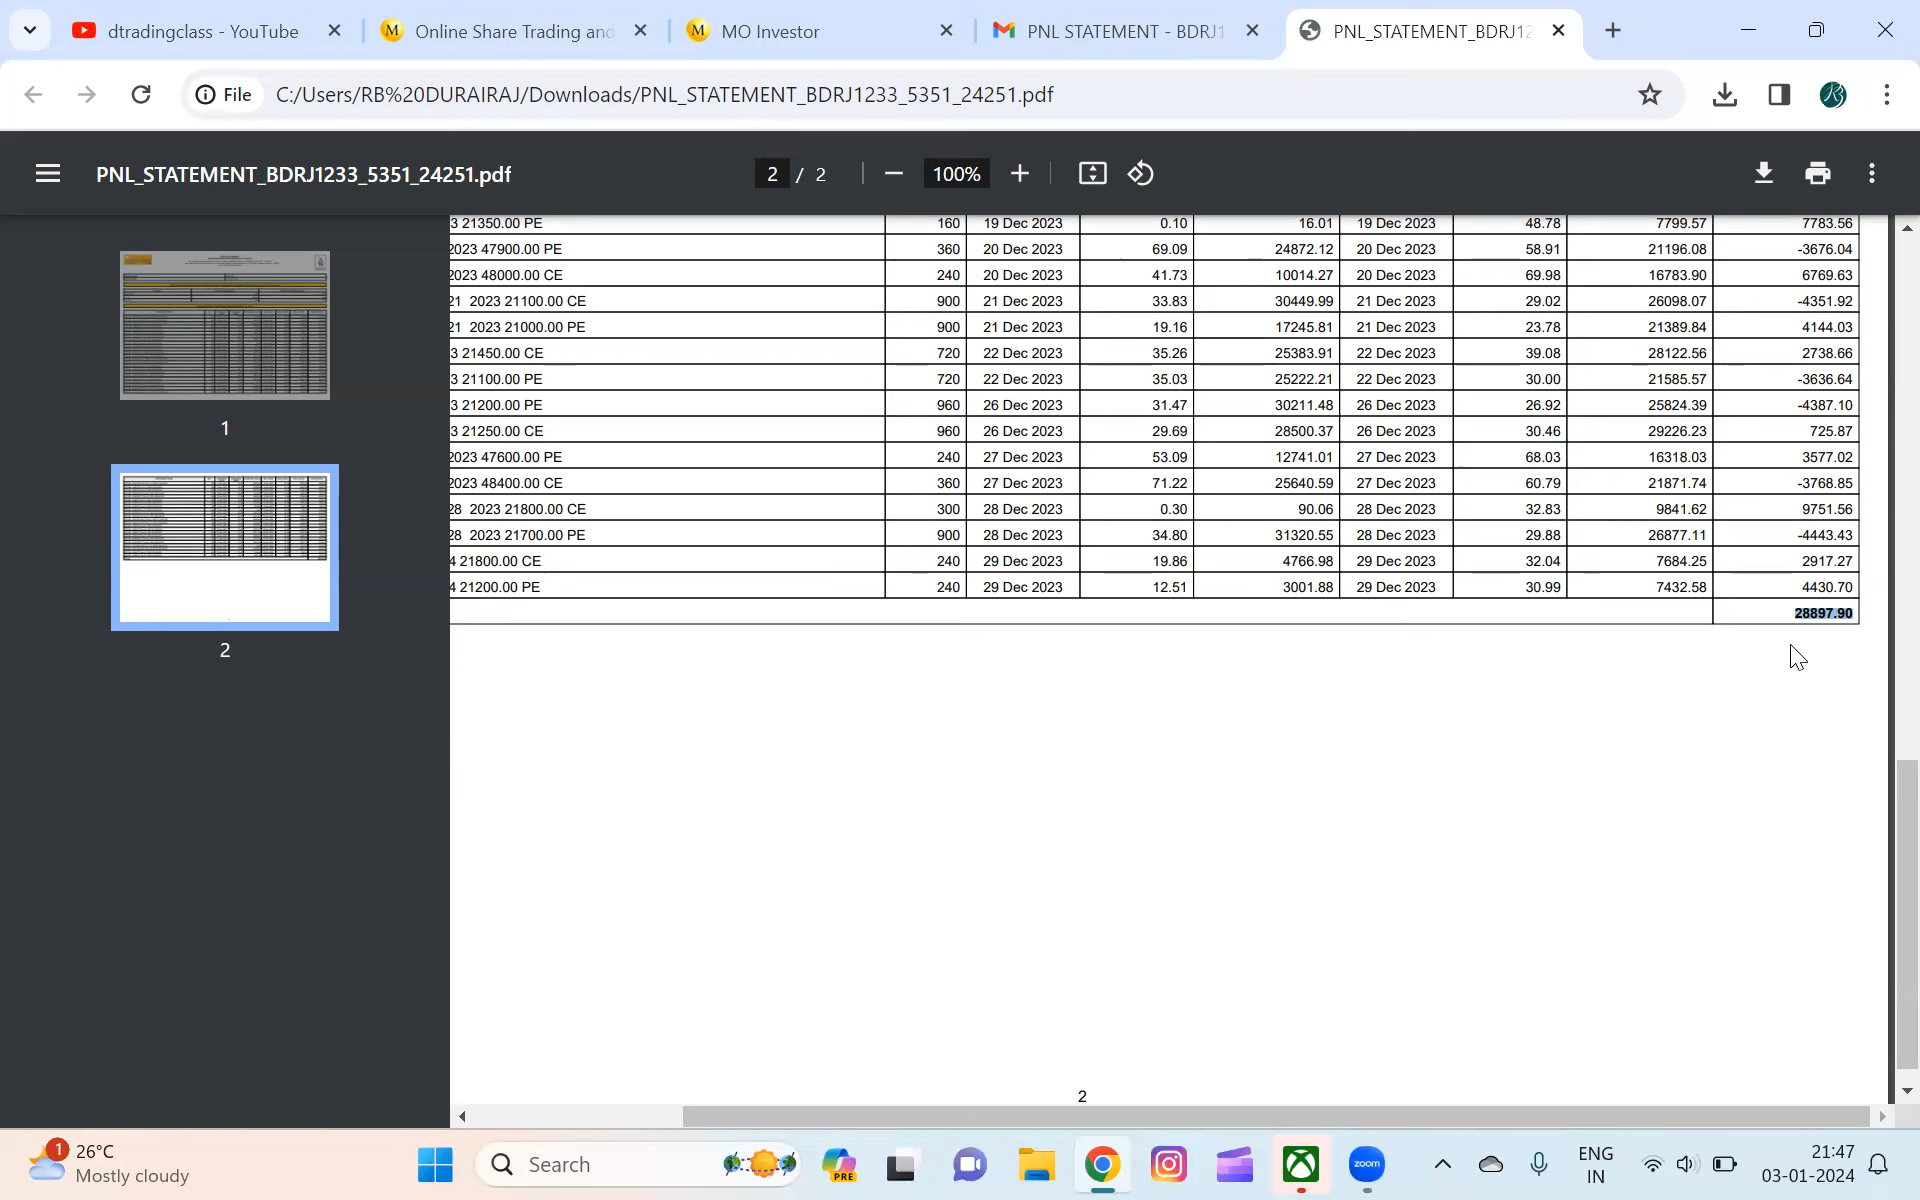 dtradingclass - YouTube
Online Share Trading and
MO Investor
PNL STATEMENT - BDRJ1
PNL_STATEMENT_BDRJ12
File
C:/Users/RB%20DURAIRAJ/Downloads/PNL_STATEMENT_BDRJ1233_5351_24251.pdf
PNL_STATEMENT_BDRJ1233_5351_24251.pdf
2 / 2
100%
3 21350.00 PE 160 19 Dec 2023 0.10 16.01 19 Dec 2023 48.78 7799.57 7783.56
2023 47900.00 PE 360 20 Dec 2023 69.09 24872.12 20 Dec 2023 58.91 21196.08 -3676.04
2023 48000.00 CE 240 20 Dec 2023 41.73 10014.27 20 Dec 2023 69.98 16783.90 6769.63
21 2023 21100.00 CE 900 21 Dec 2023 33.83 30449.99 21 Dec 2023 29.02 26098.07 -4351.92
21 2023 21000.00 PE 900 21 Dec 2023 19.16 17245.81 21 Dec 2023 23.78 21389.84 4144.03
3 21450.00 CE 720 22 Dec 2023 35.26 25383.91 22 Dec 2023 39.08 28122.56 2738.66
3 21100.00 PE 720 22 Dec 2023 35.03 25222.21 22 Dec 2023 30.00 21585.57 -3636.64
3 21200.00 PE 960 26 Dec 2023 31.47 30211.48 26 Dec 2023 26.92 25824.39 -4387.10
3 21250.00 CE 960 26 Dec 2023 29.69 28500.37 26 Dec 2023 30.46 29226.23 725.87
2023 47600.00 PE 240 27 Dec 2023 53.09 12741.01 27 Dec 2023 68.03 16318.03 3577.02
2023 48400.00 CE 360 27 Dec 2023 71.22 25640.59 27 Dec 2023 60.79 21871.74 -3768.85
28 2023 21800.00 CE 300 28 Dec 2023 0.30 90.06 28 Dec 2023 32.83 9841.62 9751.56
28 2023 21700.00 PE 900 28 Dec 2023 34.80 31320.55 28 Dec 2023 29.88 26877.11 -4443.43
4 21800.00 CE 240 29 Dec 2023 19.86 4766.98 29 Dec 2023 32.04 7684.25 2917.27
4 21200.00 PE 240 29 Dec 2023 12.51 3001.88 29 Dec 2023 30.99 7432.58 4430.70
28897.90
1
2
2
1
26°C
Mostly cloudy
Search
PRE
zoom
ENG
IN
21:47
03-01-2024